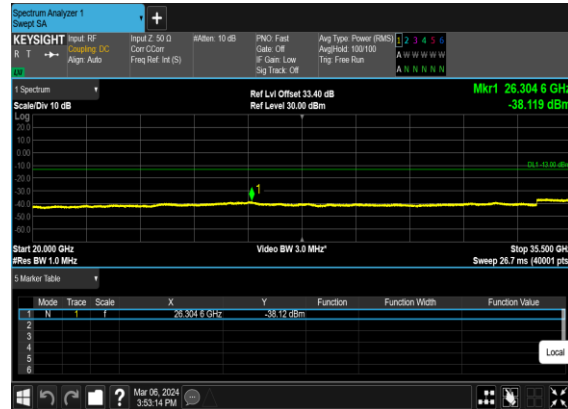 Spectrum Analyzer 1
Swept SA
+
KEYSIGHT Input: RF Input Z: 50 Ω #Atten: 10 dB PNO: Fast Avg Type: Power (RMS) 1 2 3 4 5 6
R T Coupling: DC Corr CCorr Gate: Off Avg|Hold: 100/100 A W W W W W
Align: Auto Freq Ref: Int (S) IF Gain: Low Trig: Free Run
LW Sig Track: Off A N N N N N
1 Spectrum Ref Lvl Offset 33.40 dB Mkr1 26.304 6 GHz
Scale/Div 10 dB Ref Level 30.00 dBm -38.119 dBm
Log
20.0
10.0
0.00
-10.0
DL1 -13.00 dBm
-20.0
-30.0
1
-40.0
-50.0
-60.0
Start 20.000 GHz Video BW 3.0 MHz* Stop 35.500 GHz
#Res BW 1.0 MHz Sweep 26.7 ms (40001 pts)
5 Marker Table
Mode Trace Scale X Y Function Function Width Function Value
1 N 1 f 26.304 6 GHz -38.12 dBm
2
3
4
5
6
Local
? Mar 06, 2024
3:53:14 PM